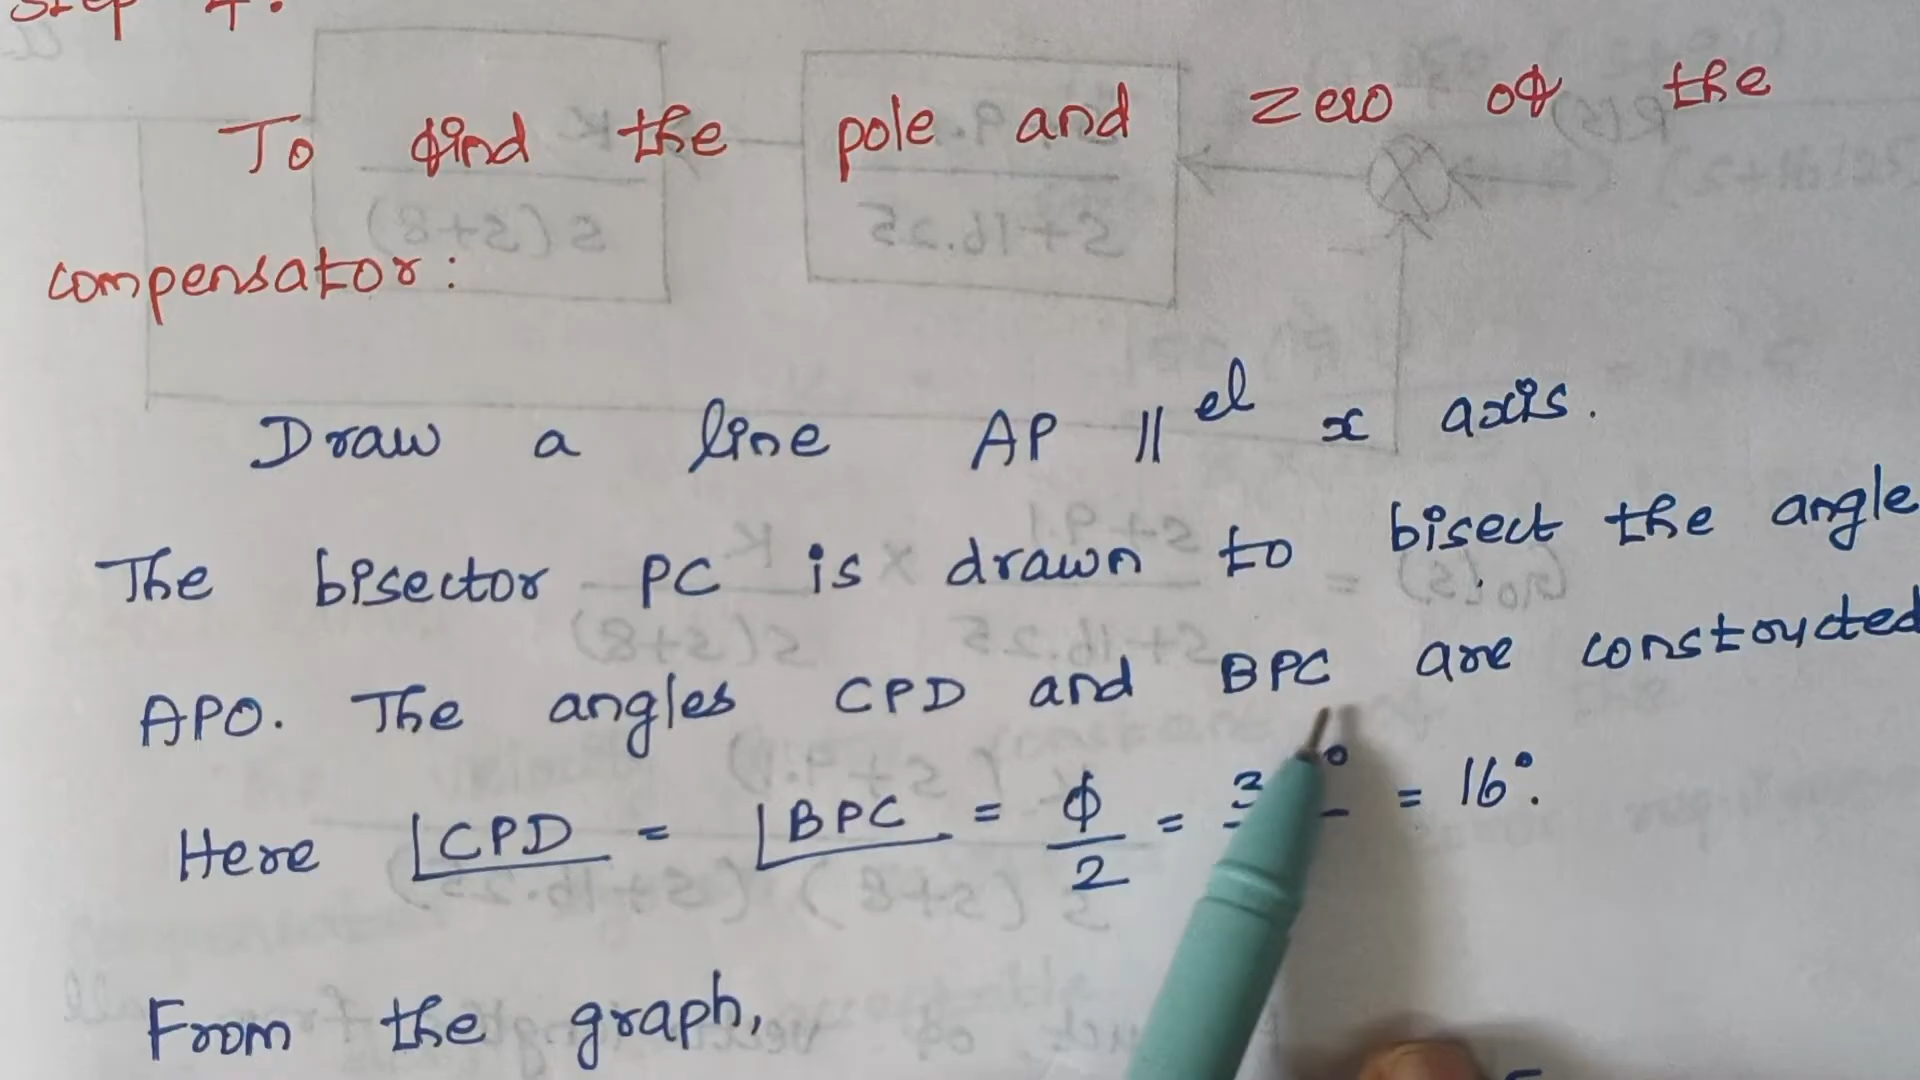 Step 4:
To find the pole and zero of the
compensator:
Draw a line AP ||el x axis.
The bisector PC is drawn to bisect the angle
APO. The angles CPD and BPC are constructed
Here ∠CPD = ∠BPC = ϕ/2 = = 16°.
From the graph,